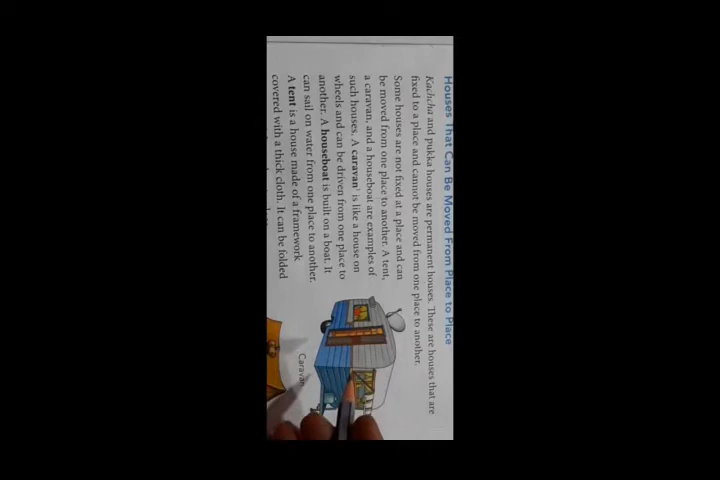 Houses That Can Be Moved From Place to Place
Kachcha and pukka houses are permanent houses. These are houses that are
fixed to a place and cannot be moved from one place to another.
Some houses are not fixed at a place and can
be moved from one place to another. A tent,
a caravan, and a houseboat are examples of
such houses. A caravan is like a house on
wheels and can be driven from one place to
another. A houseboat is built on a boat. It
can sail on water from one place to another.
A tent is a house made of a framework
covered with a thick cloth. It can be folded
Caravan